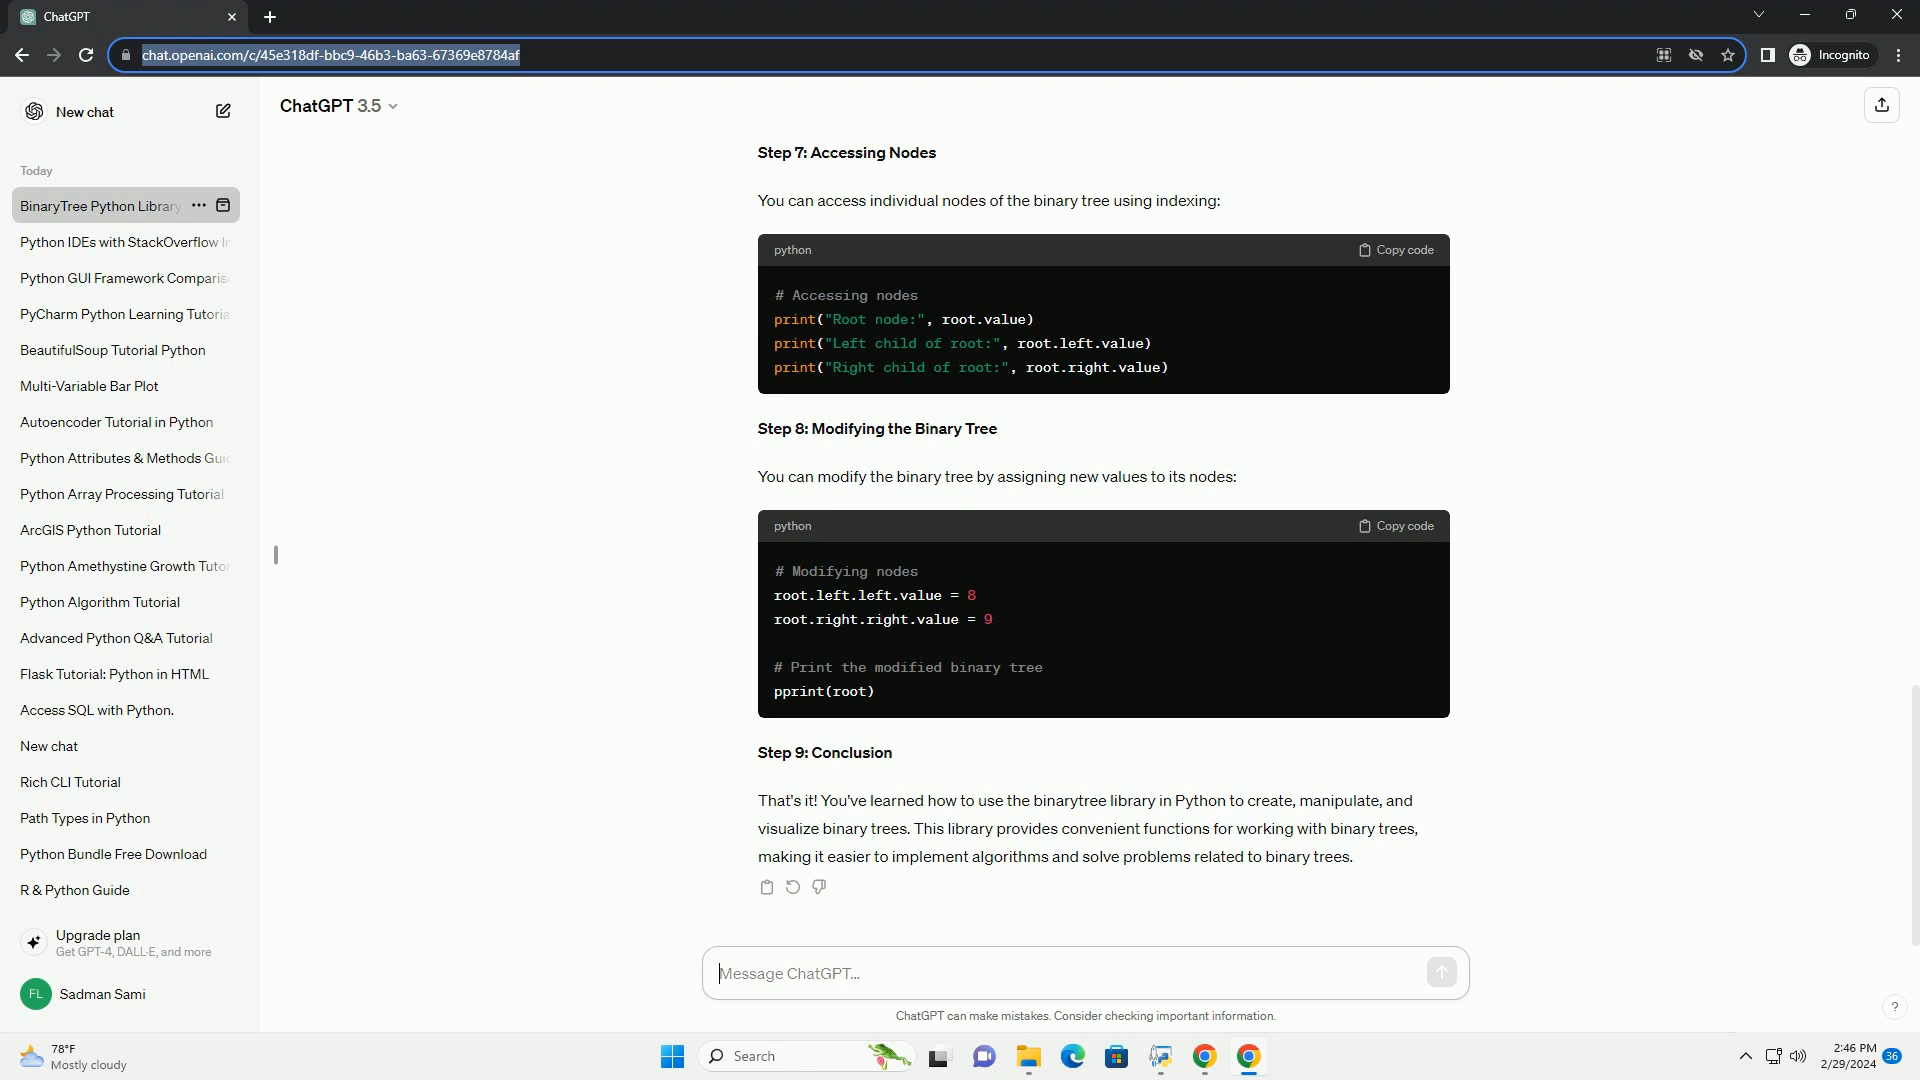 ChatGPT
chat.openai.com/c/45e318df-bbc9-46b3-ba63-67369e8784af
Incognito
New chat
ChatGPT 3.5
Today
BinaryTree Python Library
Python IDEs with StackOverflow
Python GUI Framework Comparis
PyCharm Python Learning Tutoria
BeautifulSoup Tutorial Python
Multi-Variable Bar Plot
Autoencoder Tutorial in Python
Python Attributes & Methods Gui
Python Array Processing Tutorial
ArcGIS Python Tutorial
Python Amethystine Growth Tutor
Python Algorithm Tutorial
Advanced Python Q&A Tutorial
Flask Tutorial: Python in HTML
Access SQL with Python.
New chat
Rich CLI Tutorial
Path Types in Python
Python Bundle Free Download
R & Python Guide
Upgrade plan
Get GPT-4, DALL·E, and more
FL
Sadman Sami
Step 7: Accessing Nodes
You can access individual nodes of the binary tree using indexing:
python
Copy code
# Accessing nodes
print("Root node:", root.value)
print("Left child of root:", root.left.value)
print("Right child of root:", root.right.value)
Step 8: Modifying the Binary Tree
You can modify the binary tree by assigning new values to its nodes:
python
Copy code
# Modifying nodes
root.left.left.value = 8
root.right.right.value = 9
# Print the modified binary tree
pprint(root)
Step 9: Conclusion
That's it! You've learned how to use the binarytree library in Python to create, manipulate, and
visualize binary trees. This library provides convenient functions for working with binary trees,
making it easier to implement algorithms and solve problems related to binary trees.
Message ChatGPT...
ChatGPT can make mistakes. Consider checking important information.
?
78°F
Mostly cloudy
Search
2:46 PM
2/29/2024
36